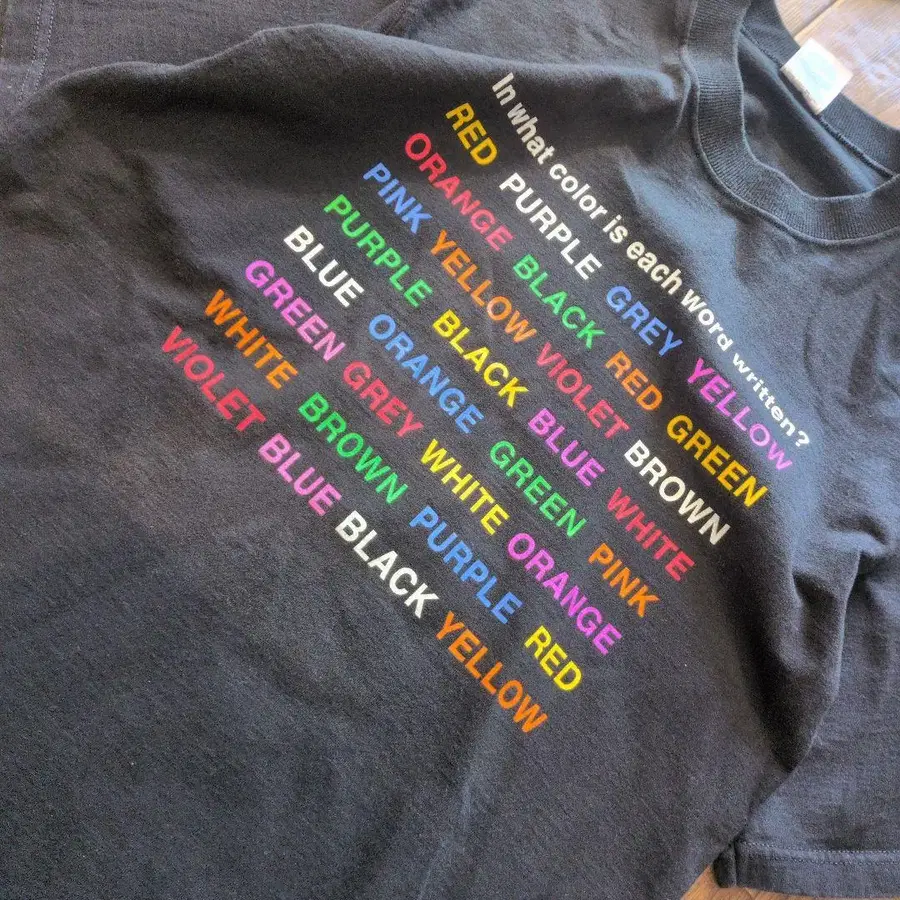 In what color is each word written?
RED PURPLE GREY YELLOW
ORANGE BLACK RED GREEN
PINK YELLOW VIOLET BROWN
PURPLE BLACK BLUE WHITE
BLUE ORANGE GREEN PINK
GREEN GREY WHITE ORANGE
WHITE BROWN PURPLE RED
VIOLET BLUE BLACK YELLOW